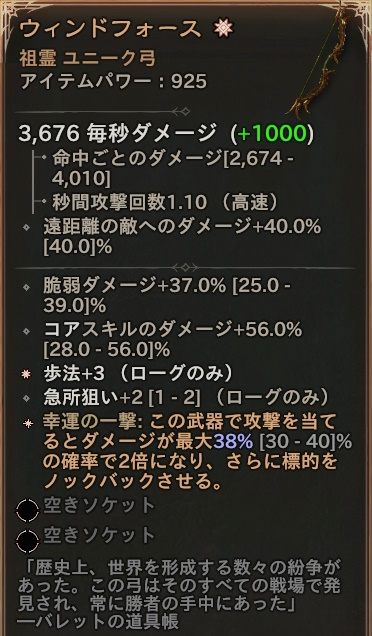 ウィンドフォース
祖霊 ユニーク弓
アイテムパワー：925
3,676 毎秒ダメージ (+1000)
命中ごとのダメージ[2,674 -
4,010]
秒間攻撃回数1.10 （高速）
遠距離の敵へのダメージ+40.0%
[40.0]%
脆弱ダメージ+37.0% [25.0 -
39.0]%
コアスキルのダメージ+56.0%
[28.0 - 56.0]%
歩法+3 （ローグのみ）
急所狙い+2 [1 - 2] （ローグのみ）
幸運の一撃: この武器で攻撃を当て
るとダメージが最大38% [30 - 40]%
の確率で2倍になり、さらに標的を
ノックバックさせる。
空きソケット
空きソケット
「歴史上、世界を形成する数々の紛争が
あった。この弓はそのすべての戦場で発
見され、常に勝者の手中にあった」
―バレットの道具帳